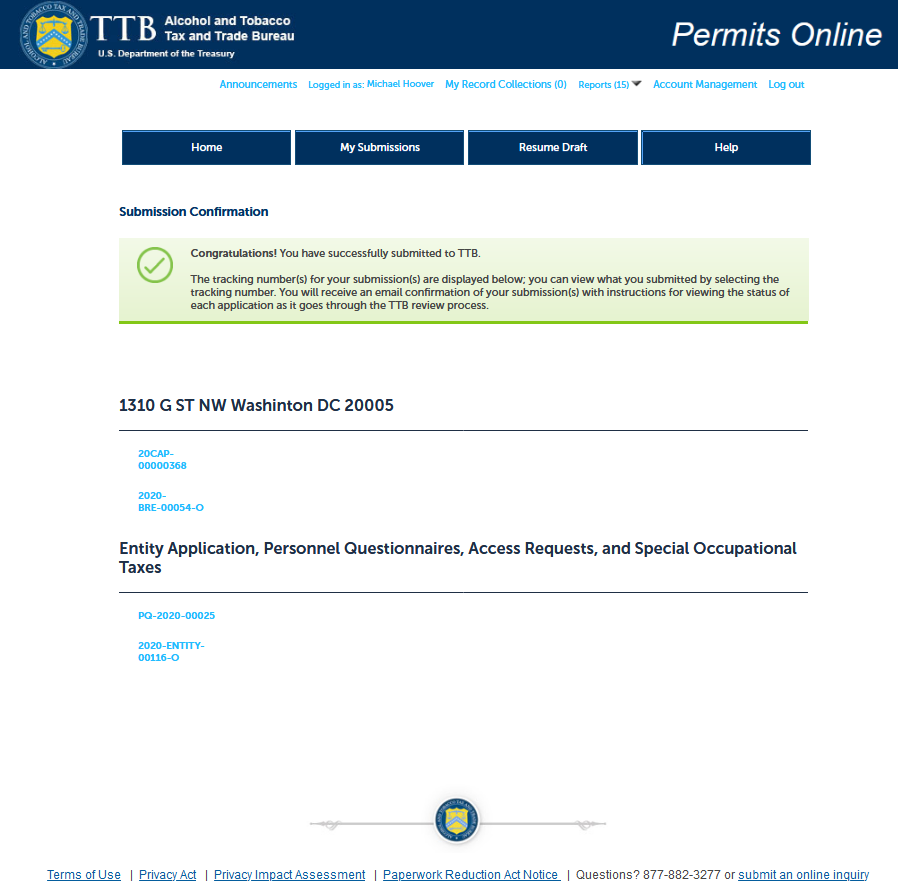 TTB
Alcohol and Tobacco
Tax and Trade Bureau
U.S. Department of the Treasury
Permits Online
Announcements Logged in as: Michael Hoover My Record Collections (0) Reports (15) Account Management Log out
Home My Submissions Resume Draft Help
Submission Confirmation
Congratulations! You have successfully submitted to TTB.
The tracking number(s) for your submission(s) are displayed below; you can view what you submitted by selecting the
tracking number. You will receive an email confirmation of your submission(s) with instructions for viewing the status of
each application as it goes through the TTB review process.
1310 G ST NW Washinton DC 20005
20CAP-
00000368
2020-
BRE-00054-O
Entity Application, Personnel Questionnaires, Access Requests, and Special Occupational
Taxes
PQ-2020-00025
2020-ENTITY-
00116-O
Terms of Use | Privacy Act | Privacy Impact Assessment | Paperwork Reduction Act Notice | Questions? 877-882-3277 or submit an online inquiry